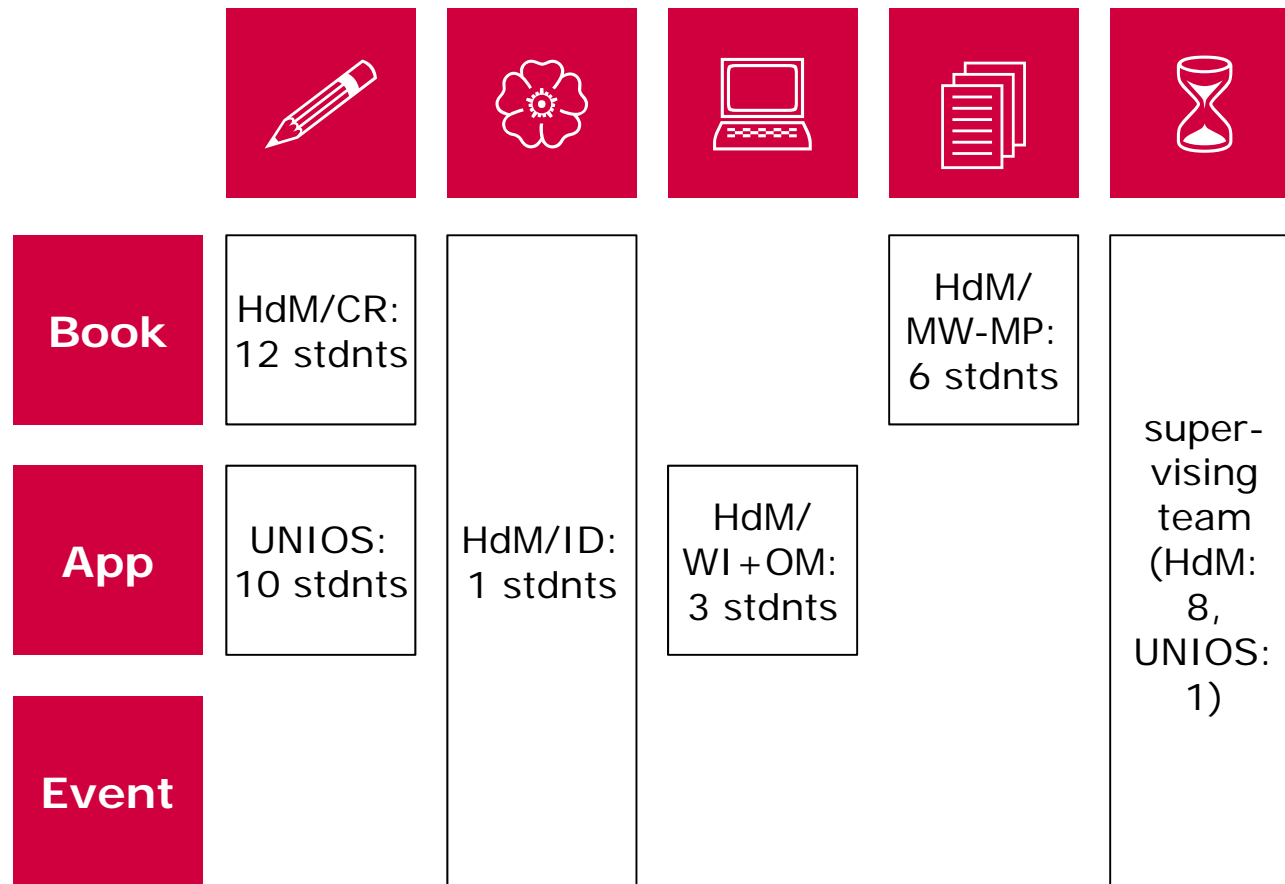 Book
HdM/CR:
12 stdnts
HdM/
MW-MP:
6 stdnts
App
UNIOS:
10 stdnts
HdM/ID:
1 stdnts
HdM/
WI+OM:
3 stdnts
super-
vising
team
(HdM:
8,
UNIOS:
1)
Event